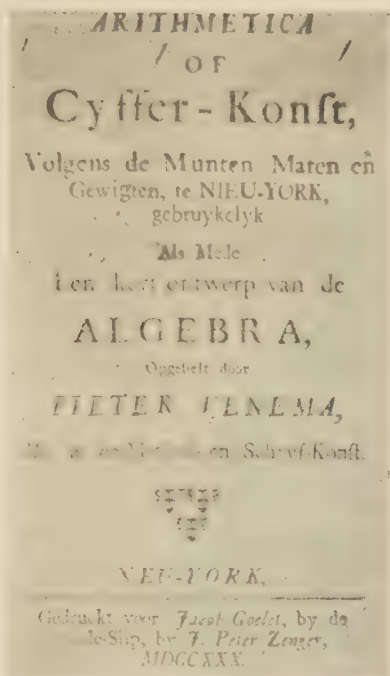 ARITHMETICA
OF
Cyffer-Konſt,
Volgens de Munten Maten en
Gewigten, te NIEU-YORK,
gebruykelyk
Als Mede
Een kort ontwerp van de
ALGEBRA,
Opgeſtelt door
PIETER VENEMA,
en Schryf-Konſt.
NEU-YORK,
Gedruckt voor Jacob Goelet, by de
Slip, by J. Peter Zenger,
MDCCXXX.